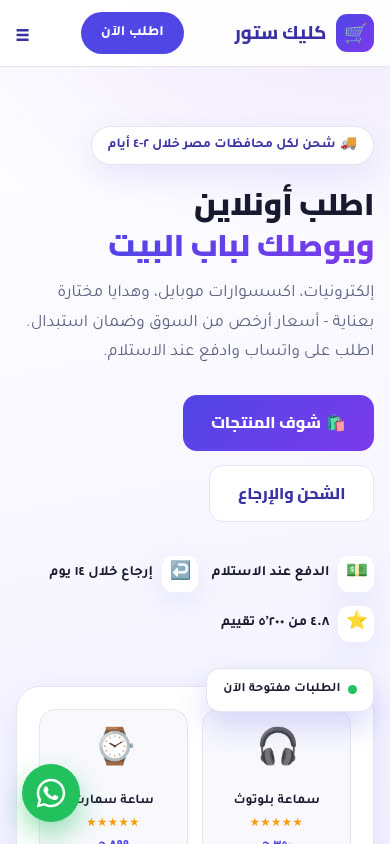 كليك ستور
اطلب الآن
شحن لكل محافظات مصر خلال ٢-٤ أيام
اطلب أونلاين
ويوصلك لباب البيت
إلكترونيات، اكسسوارات موبايل، وهدايا مختارة
بعناية - أسعار أرخص من السوق وضمان استبدال.
اطلب على واتساب وادفع عند الاستلام.
شوف المنتجات
الشحن والإرجاع
الدفع عند الاستلام
إرجاع خلال ١٤ يوم
٤.٨ من ٥٬٢٠٠ تقييم
الطلبات مفتوحة الآن
سماعة بلوتوث
★★★★★
ساعة سمارت
★★★★★